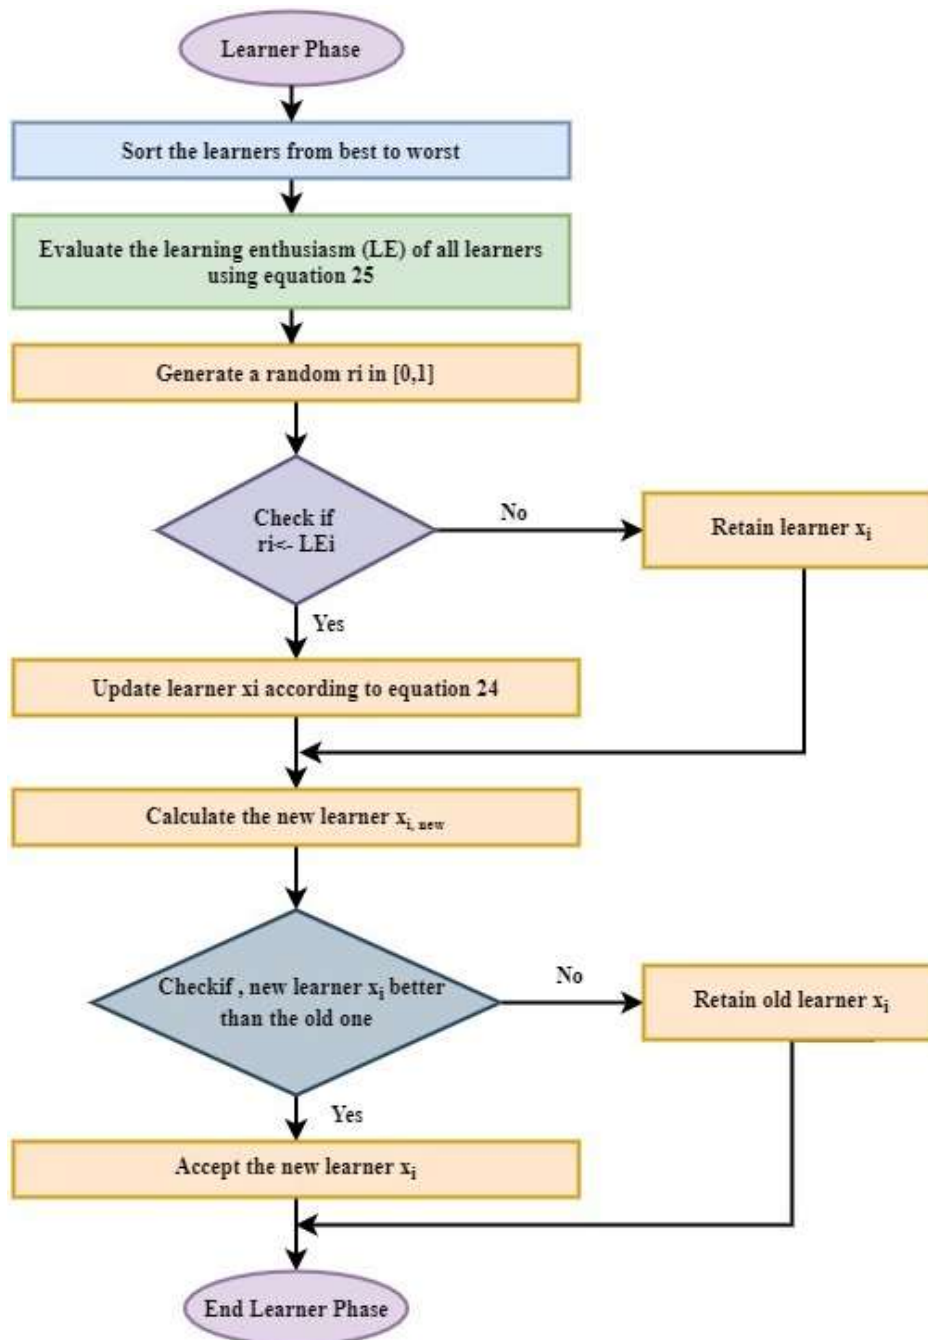 Learner Phase
Sort the learners from best to worst
Evaluate the learning enthusiasm (LE) of all learners
using equation 25
Generate a random ri in [0,1]
Check if
ri<- LEi
No
Retain learner xᵢ
Yes
Update learner xi according to equation 24
Calculate the new learner xᵢ, ₙₑw
Checkif , new learner xᵢ better
than the old one
No
Retain old learner xᵢ
Yes
Accept the new learner xᵢ
End Learner Phase